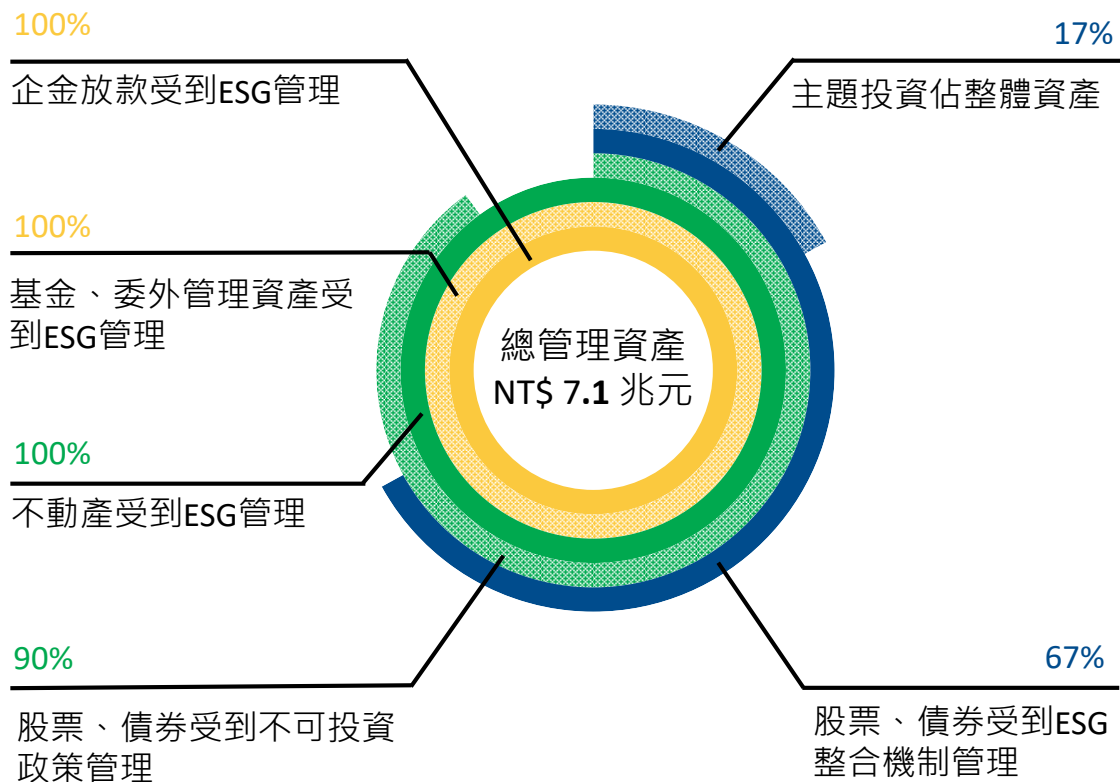 100%
企金放款受到ESG管理
100%
基金、委外管理資產受
到ESG管理
100%
不動產受到ESG管理
90%
股票、債券受到不可投資
政策管理
總管理資產
NT$ 7.1 兆元
17%
主題投資佔整體資產
67%
股票、債券受到ESG
整合機制管理